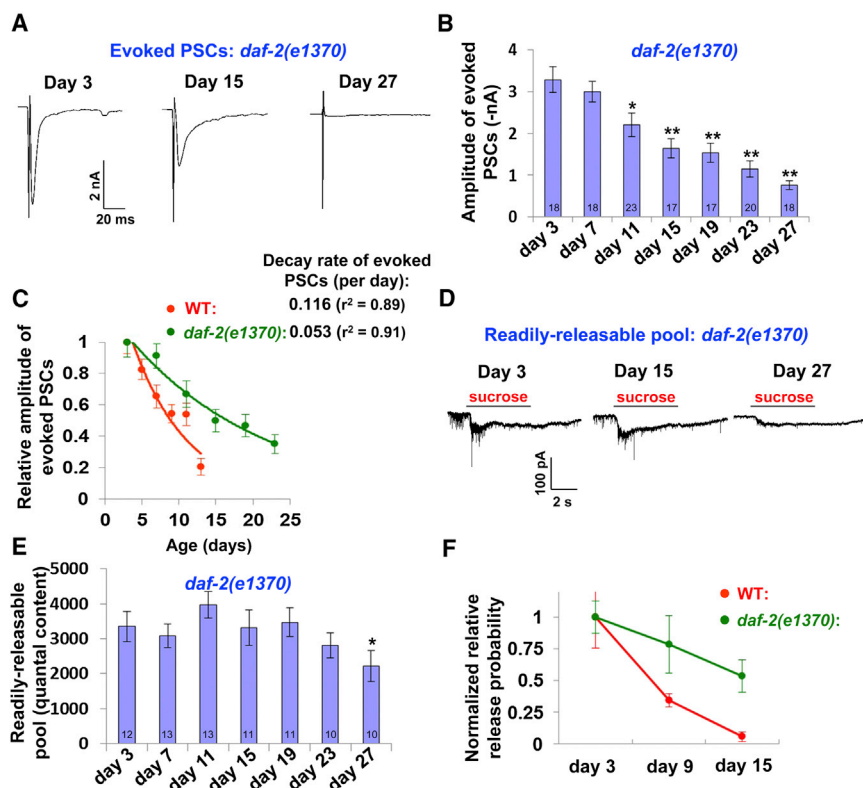 A
Evoked PSCs: daf-2(e1370)
Day 3
Day 15
Day 27
2 nA
20 ms
B
daf-2(e1370)
Amplitude of evoked
PSCs (-nA)
4
3
2
1
0
*
**
**
**
**
18
18
23
17
17
20
18
day 3
day 7
day 11
day 15
day 19
day 23
day 27
C
Decay rate of evoked
PSCs (per day):
WT: 0.116 (r² = 0.89)
daf-2(e1370): 0.053 (r² = 0.91)
Relative amplitude of
evoked PSCs
1
0.8
0.6
0.4
0.2
0
0
5
10
15
20
25
Age (days)
D
Readily-releasable pool: daf-2(e1370)
Day 3
Day 15
Day 27
sucrose
sucrose
sucrose
100 pA
2 s
E
daf-2(e1370)
Readily-releasable
pool (quantal content)
5000
4000
3000
2000
1000
0
*
12
13
13
11
11
10
10
day 3
day 7
day 11
day 15
day 19
day 23
day 27
F
WT:
daf-2(e1370):
Normalized relative
release probability
1
0.75
0.5
0.25
0
day 3
day 9
day 15